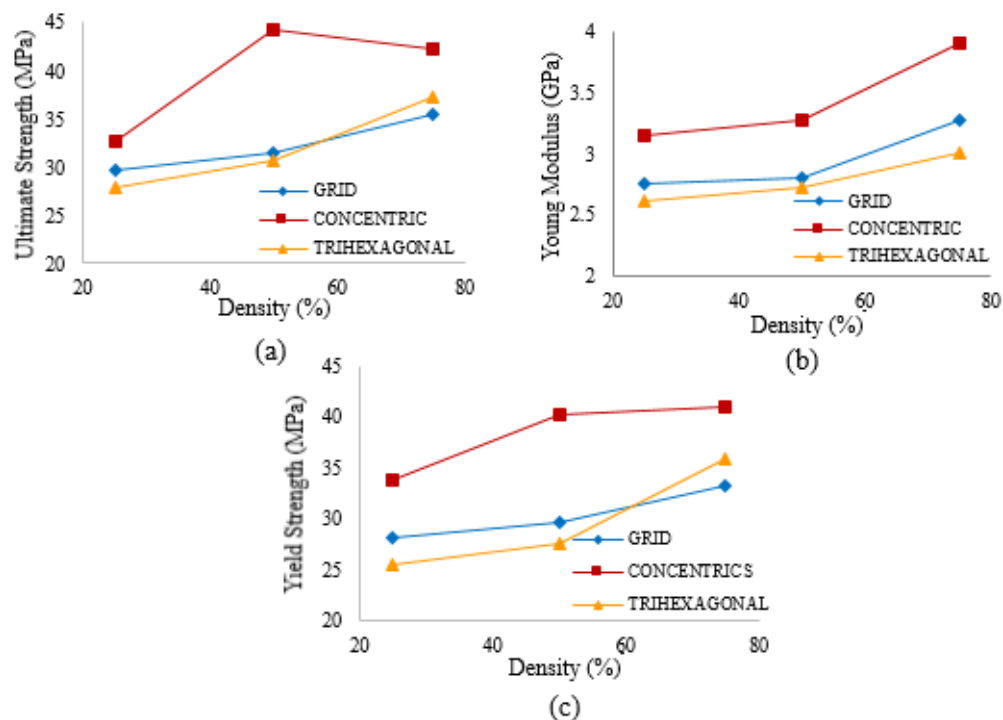 45
40
35
30
25
20
Ultimate Strength (MPa)
GRID
CONCENTRIC
TRIHEXAGONAL
20 40 60 80
Density (%)
(a)
4
3.5
3
2.5
2
Young Modulus (GPa)
GRID
CONCENTRIC
TRIHEXAGONAL
20 40 60 80
Density (%)
(b)
45
40
35
30
25
20
Yield Strength (MPa)
GRID
CONCENTRICS
TRIHEXAGONAL
20 40 60 80
Density (%)
(c)